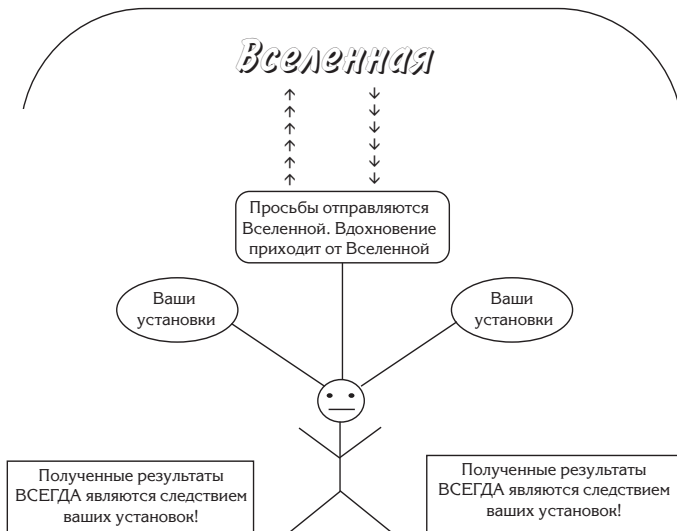 Вселенная
Просьбы отправляются
Вселенной. Вдохновение
приходит от Вселенной
Ваши
установки
Ваши
установки
Полученные результаты
ВСЕГДА являются следствием
ваших установок!
Полученные результаты
ВСЕГДА являются следствием
ваших установок!